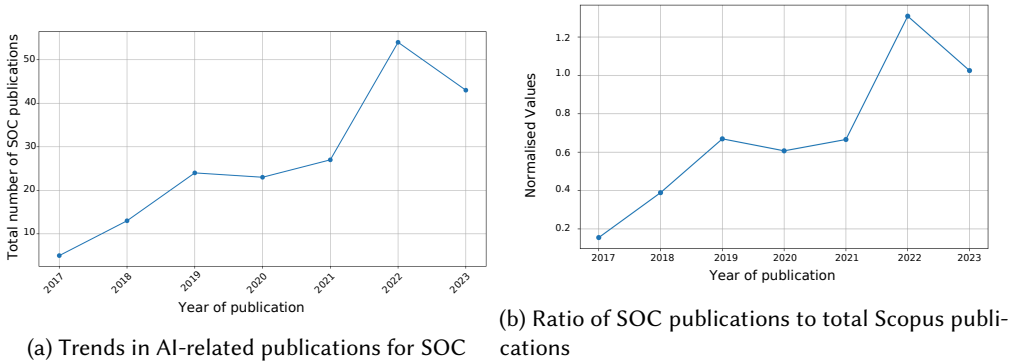 Total number of SOC publications
50
40
30
20
10
2017
2018
2019
2020
2021
2022
2023
Year of publication
(a) Trends in AI-related publications for SOC
Normalised Values
1.2
1.0
0.8
0.6
0.4
0.2
2017 2018 2019 2020 2021 2022 2023
Year of publication
(b) Ratio of SOC publications to total Scopus publi-
cations